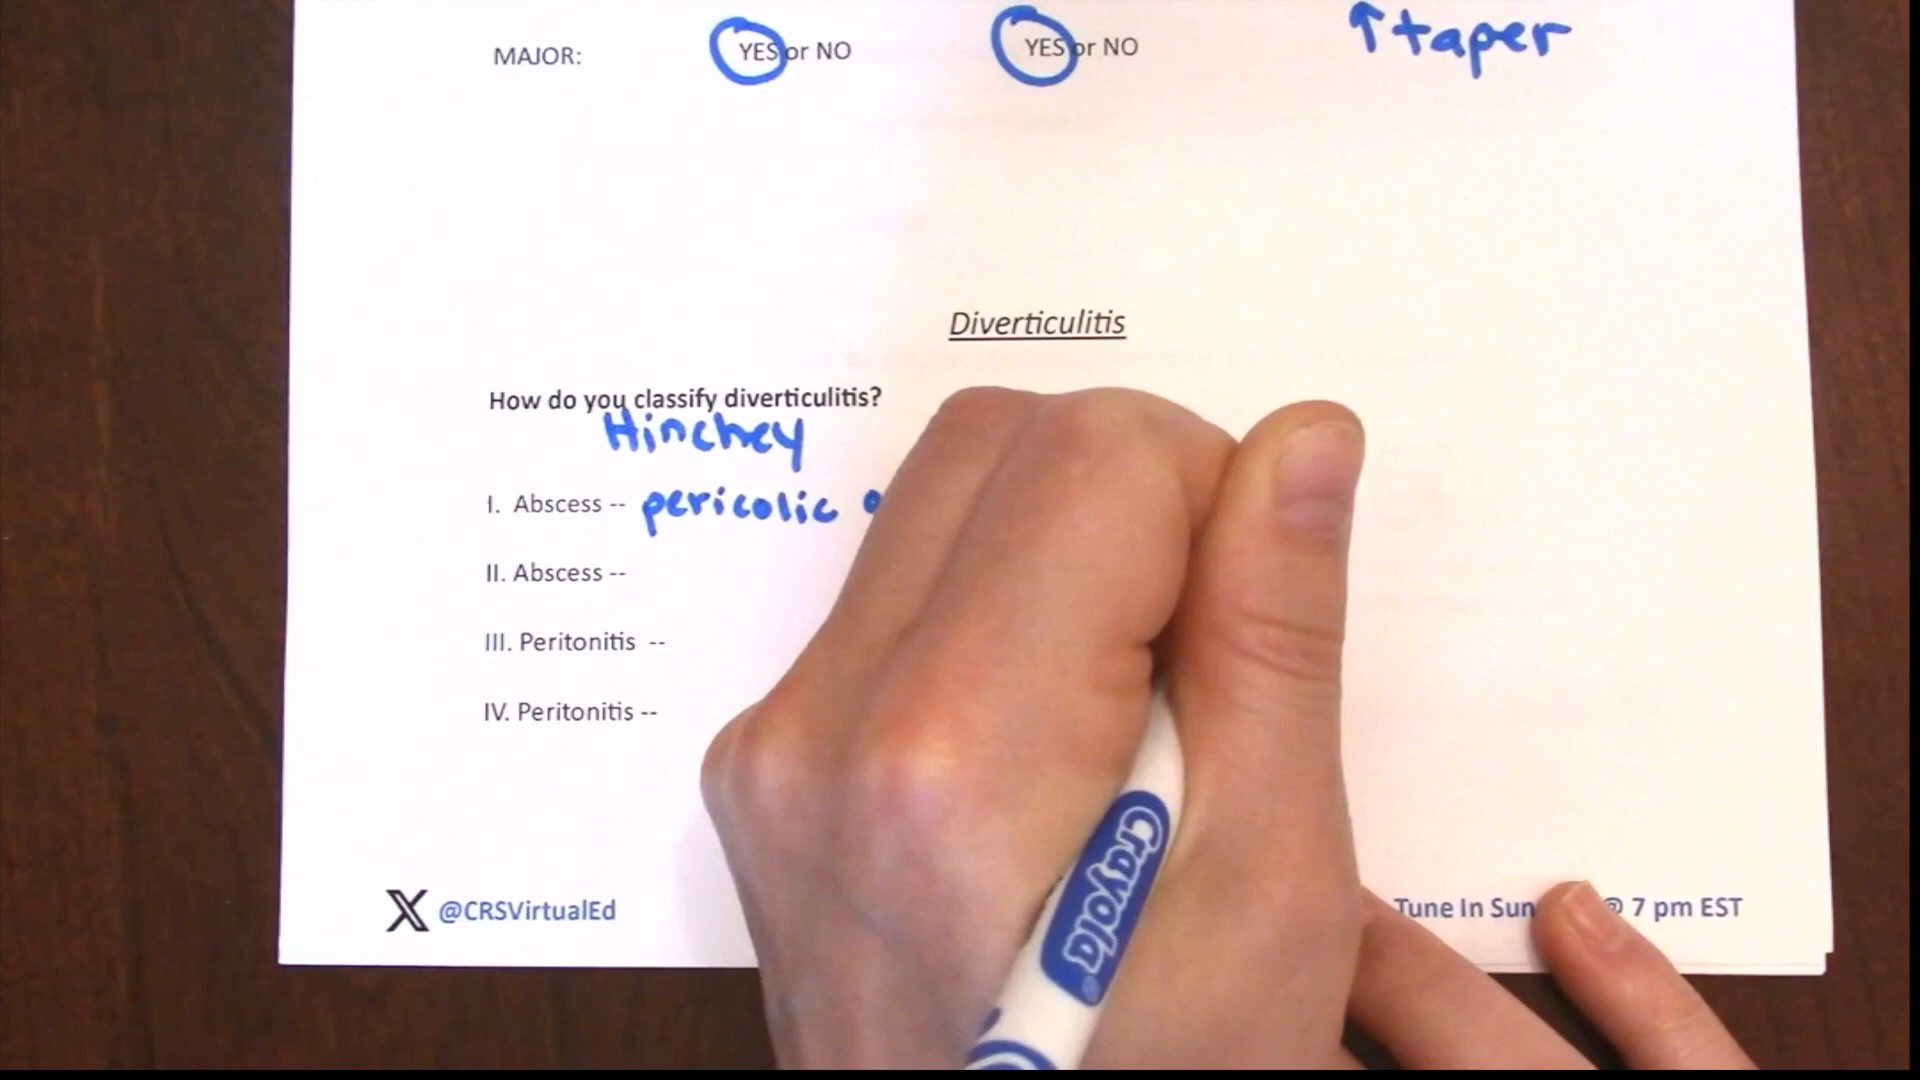 MAJOR: YES or NO YES or NO ↑ taper
Diverticulitis
How do you classify diverticulitis?
Hinchey
I. Abscess -- pericolic
II. Abscess --
III. Peritonitis --
IV. Peritonitis --
Crayola
X @CRSVirtualEd Tune In Sun @ 7 pm EST